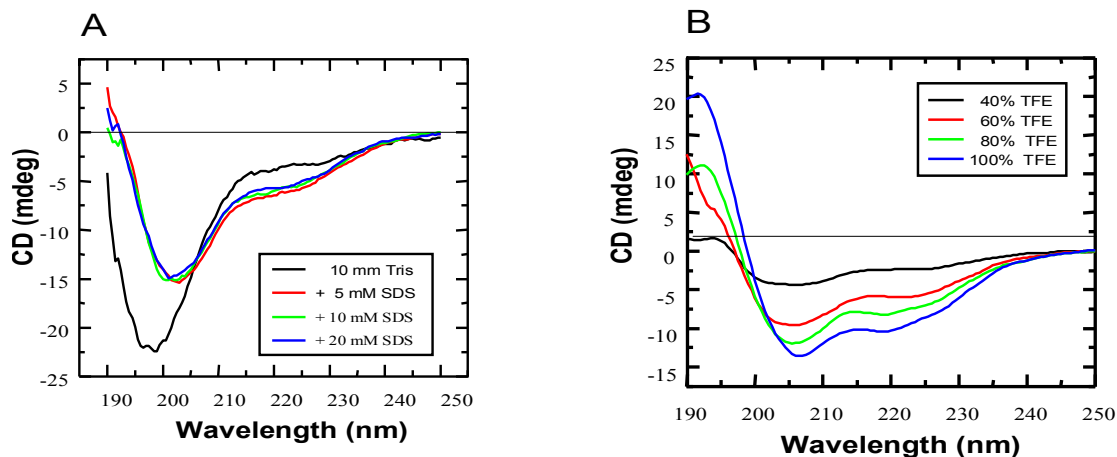 A
CD (mdeg)
5
0
-5
-10
-15
-20
-25
10 mm Tris
+ 5 mM SDS
+ 10 mM SDS
+ 20 mM SDS
190 200 210 220 230 240 250
Wavelength (nm)
B
CD (mdeg)
25
20
15
10
5
0
-5
-10
-15
40% TFE
60% TFE
80% TFE
100% TFE
190 200 210 220 230 240 250
Wavelength (nm)